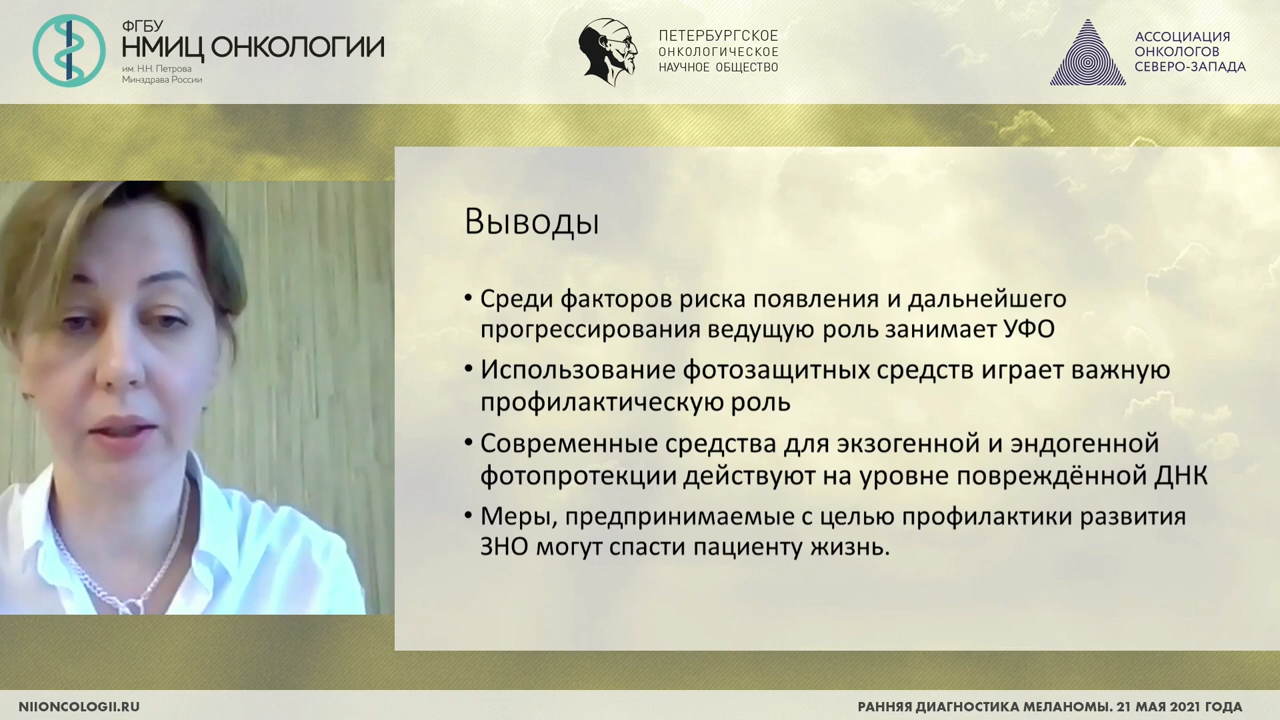 ФГБУ
НМИЦ ОНКОЛОГИИ
им. Н.Н. Петрова
Минздрава России
ПЕТЕРБУРГСКОЕ
ОНКОЛОГИЧЕСКОЕ
НАУЧНОЕ ОБЩЕСТВО
АССОЦИАЦИЯ
ОНКОЛОГОВ
СЕВЕРО-ЗАПАДА
Выводы
• Среди факторов риска появления и дальнейшего
прогрессирования ведущую роль занимает УФО
• Использование фотозащитных средств играет важную
профилактическую роль
• Современные средства для экзогенной и эндогенной
фотопротекции действуют на уровне повреждённой ДНК
• Меры, предпринимаемые с целью профилактики развития
ЗНО могут спасти пациенту жизнь.
NIIONCOLOGII.RU
РАННЯЯ ДИАГНОСТИКА МЕЛАНОМЫ. 21 МАЯ 2021 ГОДА